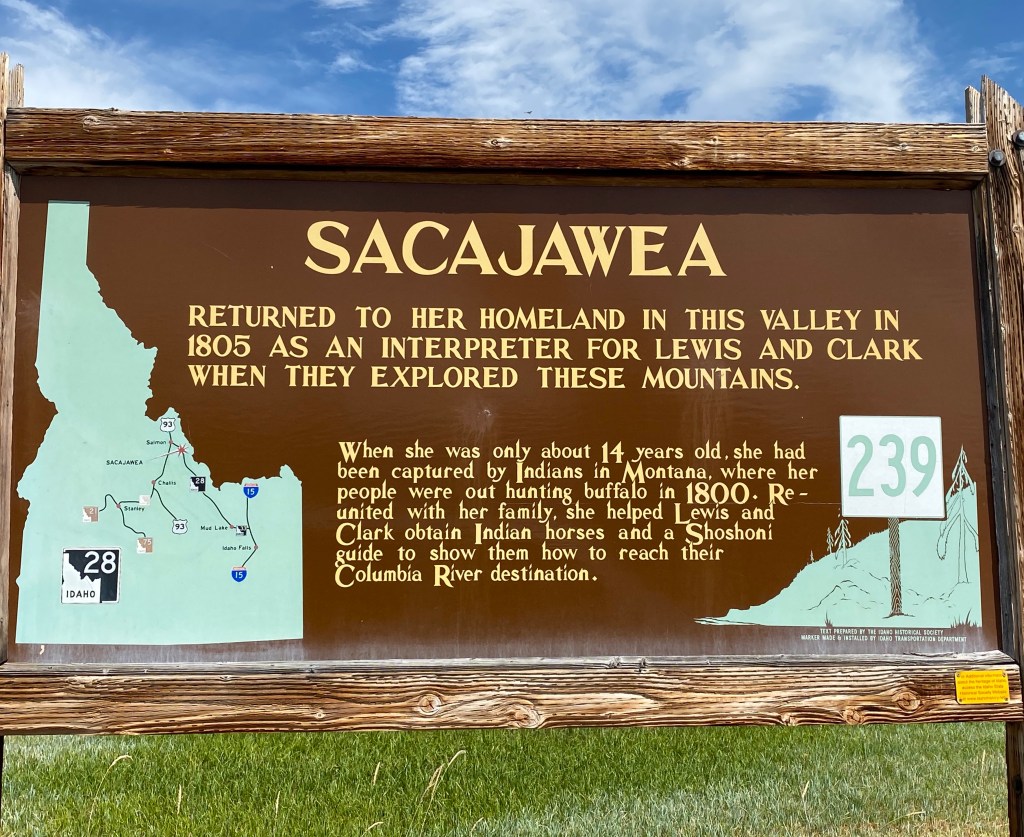 SACAJAWEA
RETURNED TO HER HOMELAND IN THIS VALLEY IN
1805 AS AN INTERPRETER FOR LEWIS AND CLARK
WHEN THEY EXPLORED THESE MOUNTAINS.
When she was only about 14 years old, she had
been captured by Indians in Montana, where her
people were out hunting buffalo in 1800. Re-
united with her family, she helped Lewis and
Clark obtain Indian horses and a Shoshoni
guide to show them how to reach their
Columbia River destination.
239
93
Salmon
SACAJAWEA
Challis
28
15
21
Stanley
93
Mud Lake
75
Idaho Falls
15
28
IDAHO
TEXT PREPARED BY THE IDAHO HISTORICAL SOCIETY
MARKER MADE & INSTALLED BY IDAHO TRANSPORTATION DEPARTMENT